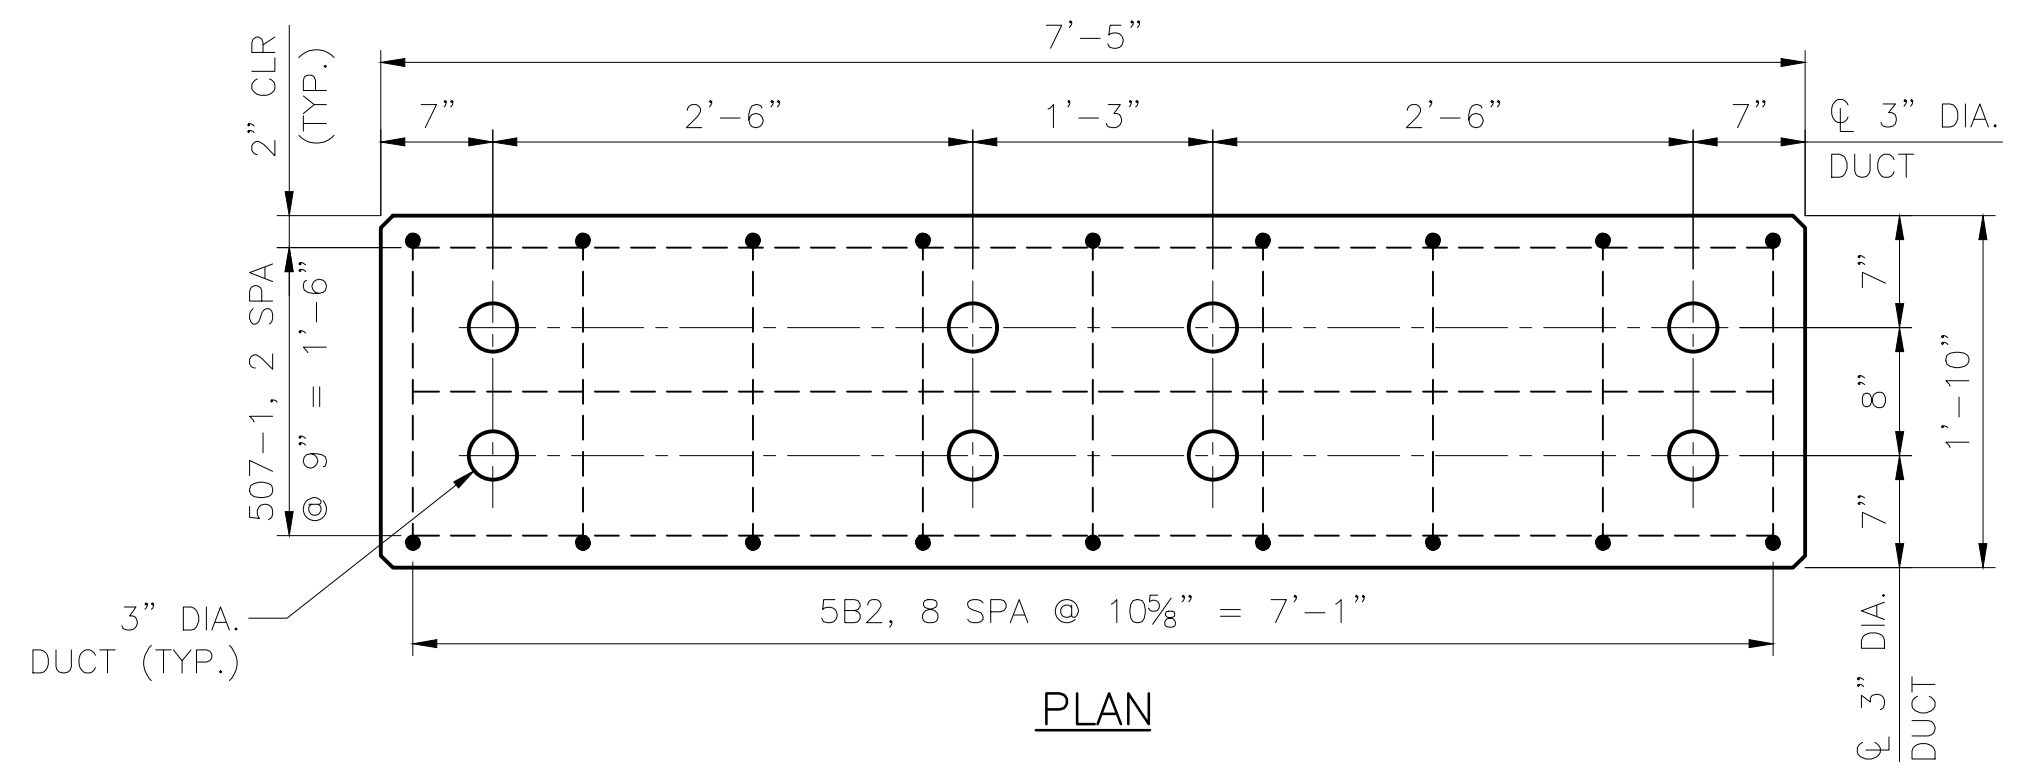 7'-5"
2" CLR
(TYP.)
7"
2'-6"
1'-3"
2'-6"
7"
℄ 3" DIA.
DUCT
507-1, 2 SPA
@ 9" = 1'-6"
7"
8"
7"
1'-10"
3" DIA.
DUCT (TYP.)
5B2, 8 SPA @ 10⅝" = 7'-1"
℄ 3" DIA.
DUCT
PLAN